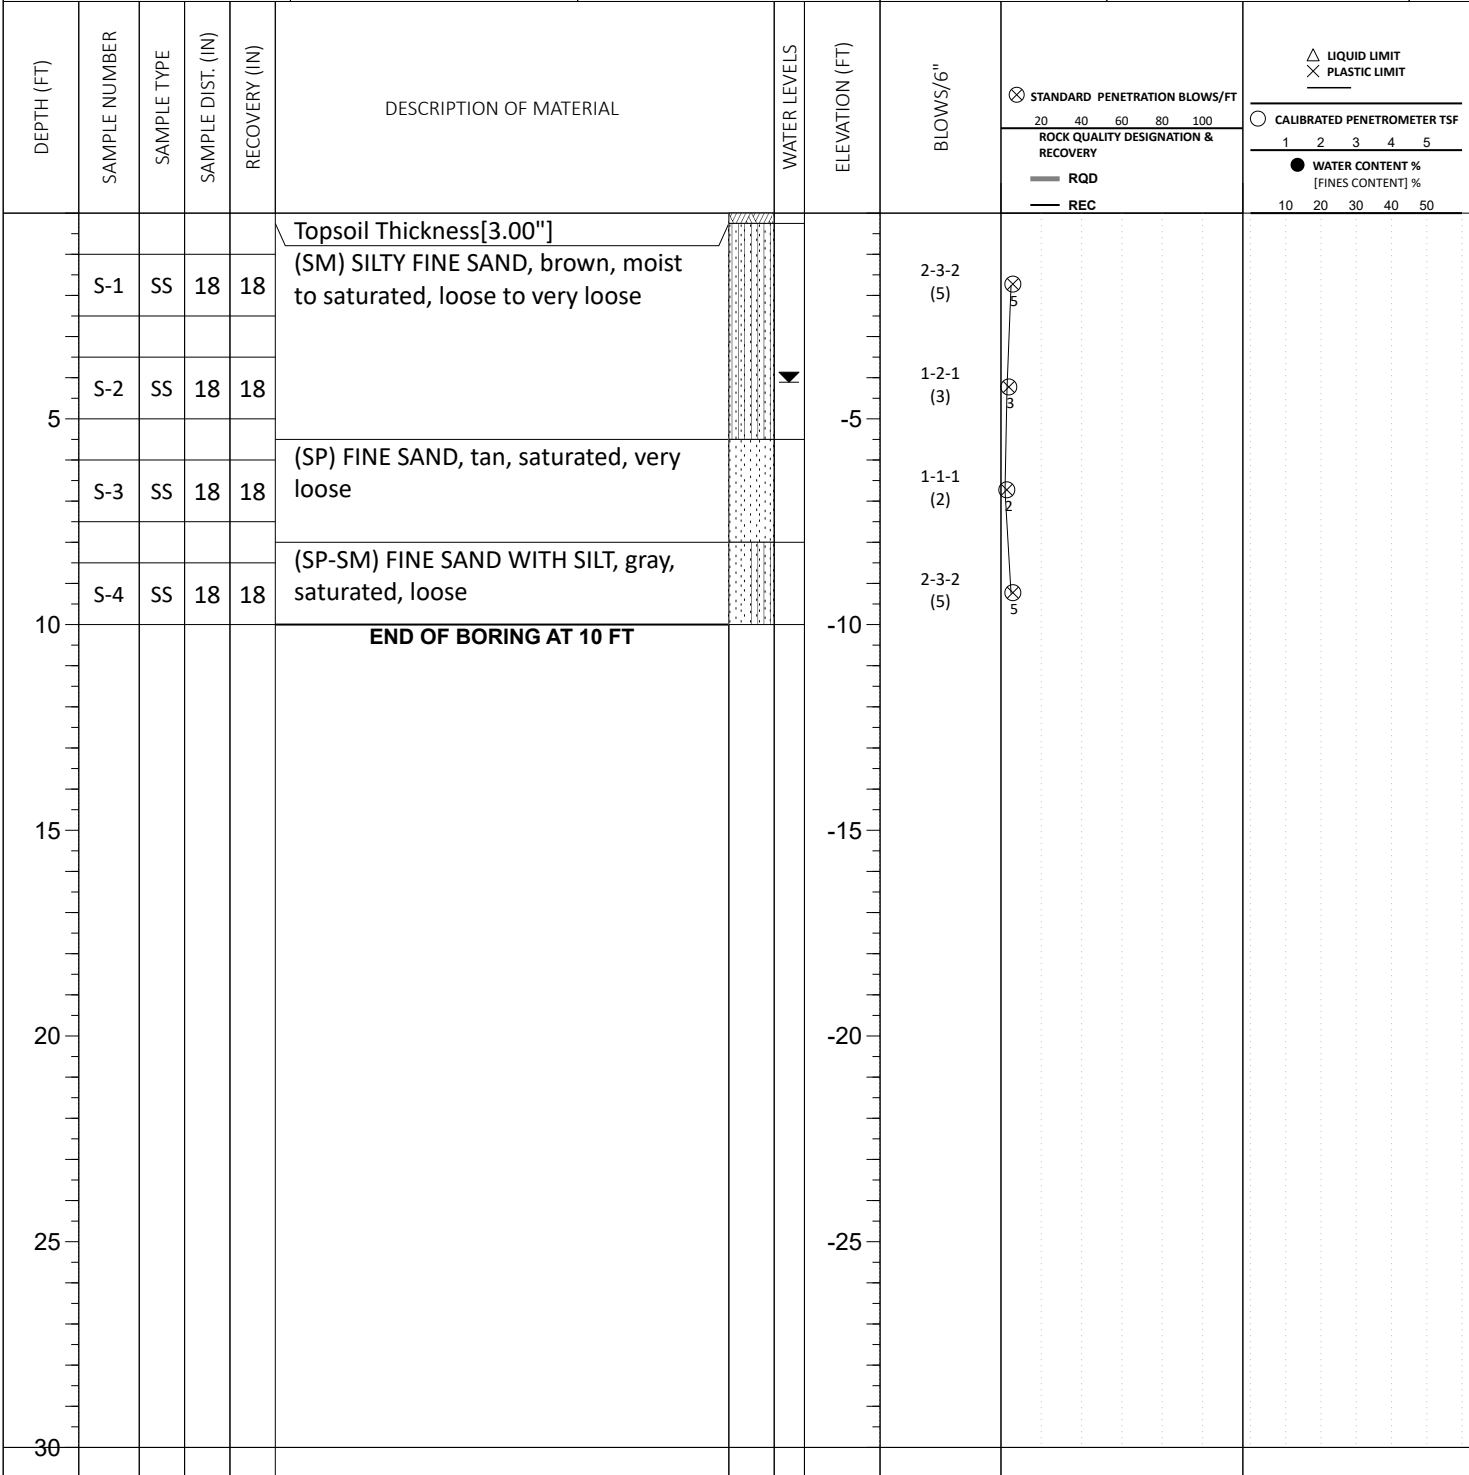 DEPTH (FT)
SAMPLE NUMBER
SAMPLE TYPE
SAMPLE DIST. (IN)
RECOVERY (IN)
DESCRIPTION OF MATERIAL
WATER LEVELS
ELEVATION (FT)
BLOWS/6"
STANDARD PENETRATION BLOWS/FT
20 40 60 80 100
ROCK QUALITY DESIGNATION &
RECOVERY
RQD
REC
LIQUID LIMIT
PLASTIC LIMIT
CALIBRATED PENETROMETER TSF
1 2 3 4 5
WATER CONTENT %
[FINES CONTENT] %
10 20 30 40 50
Topsoil Thickness[3.00"]
(SM) SILTY FINE SAND, brown, moist
to saturated, loose to very loose
S-1 SS 18 18
2-3-2
(5)
5
S-2 SS 18 18
1-2-1
(3)
3
5
-5
(SP) FINE SAND, tan, saturated, very
loose
S-3 SS 18 18
1-1-1
(2)
2
(SP-SM) FINE SAND WITH SILT, gray,
saturated, loose
S-4 SS 18 18
2-3-2
(5)
5
10
-10
END OF BORING AT 10 FT
15
-15
20
-20
25
-25
30